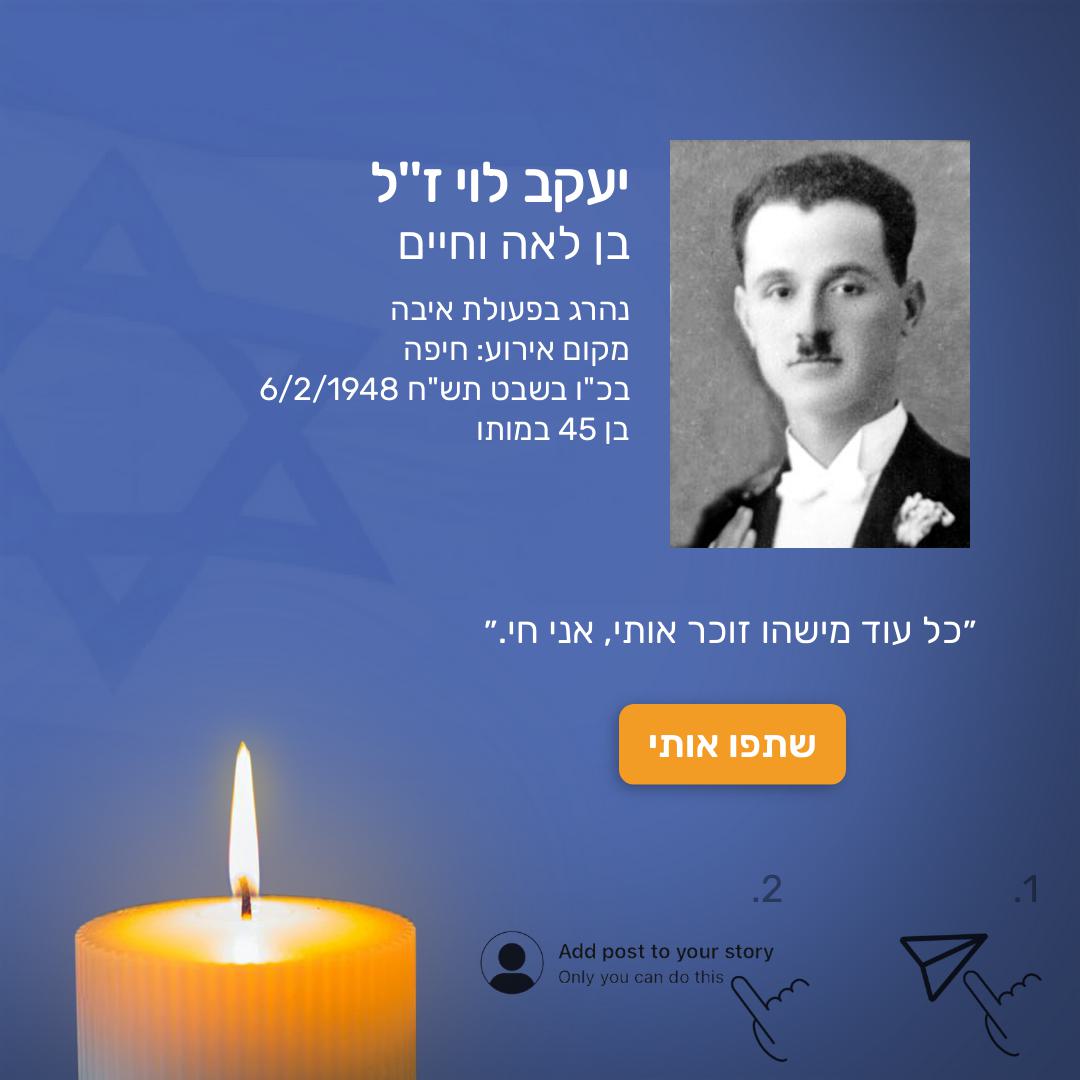 יעקב לוי ז"ל
בן לאה וחיים
נהרג בפעולת איבה
מקום אירוע: חיפה
בכ"ו בשבט תש"ח 6/2/1948
בן 45 במותו
״כל עוד מישהו זוכר אותי, אני חי.״
שתפו אותי
.1
.2
Add post to your story
Only you can do this